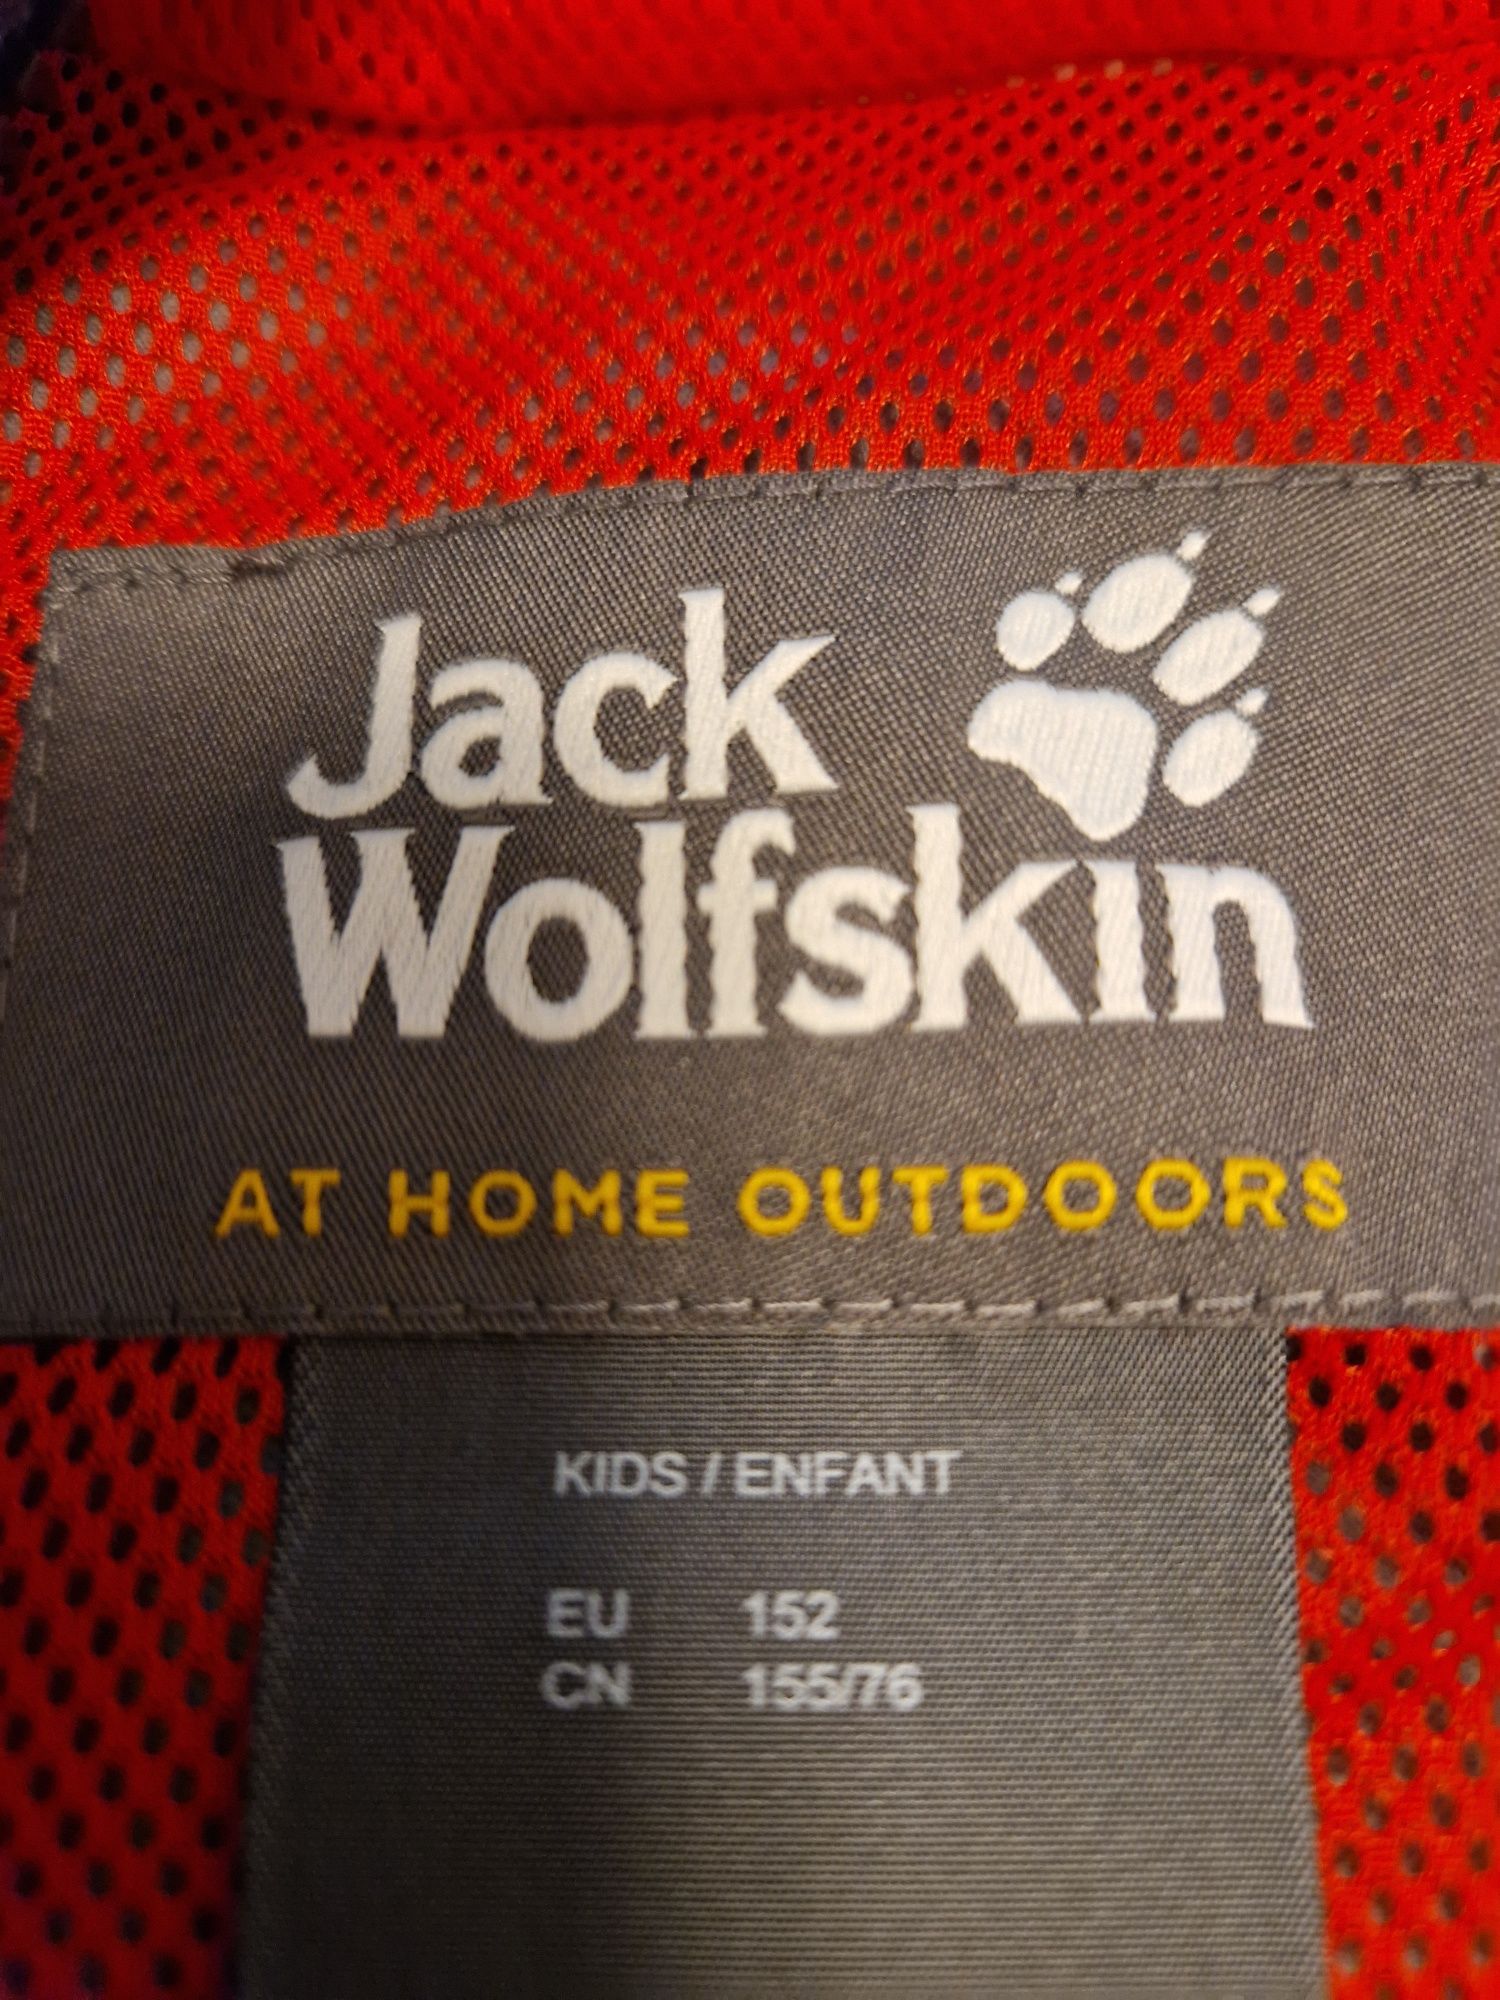 Jack
Wolfskin
AT HOME OUTDOORS
KIDS / ENFANT
EU 152
CN 155/76